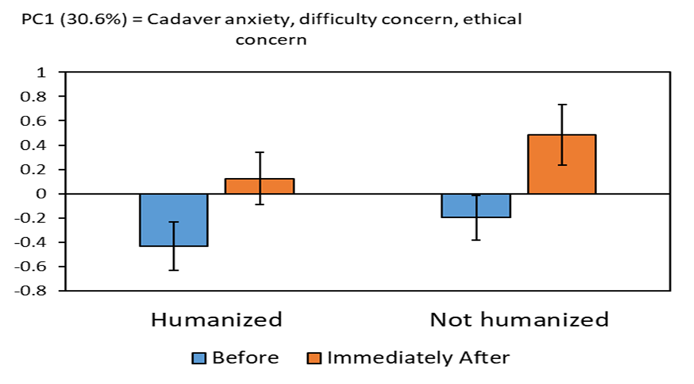 PC1 (30.6%) = Cadaver anxiety, difficulty concern, ethical
concern
1
0.8
0.6
0.4
0.2
0
-0.2
-0.4
-0.6
-0.8
Humanized Not humanized
Before Immediately After